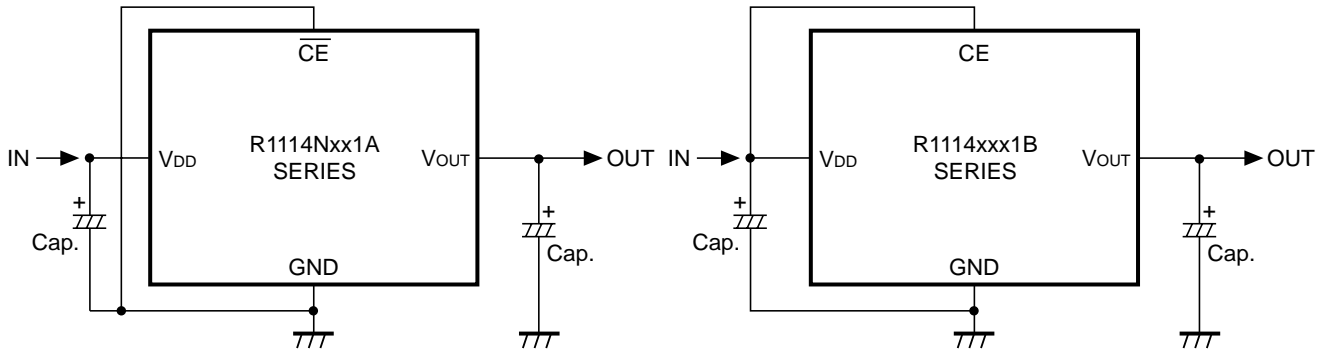 C̅E̅
R1114Nxx1A
SERIES
IN
VDD
VOUT
OUT
+
Cap.
+
Cap.
GND
CE
R1114xxx1B
SERIES
IN
VDD
VOUT
OUT
+
Cap.
+
Cap.
GND